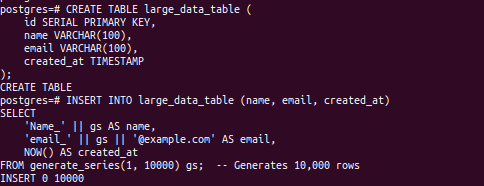 postgres=# CREATE TABLE large_data_table (
    id SERIAL PRIMARY KEY,
    name VARCHAR(100),
    email VARCHAR(100),
    created_at TIMESTAMP
);
CREATE TABLE
postgres=# INSERT INTO large_data_table (name, email, created_at)
SELECT
    'Name_' || gs AS name,
    'email_' || gs || '@example.com' AS email,
    NOW() AS created_at
FROM generate_series(1, 10000) gs;  -- Generates 10,000 rows
INSERT 0 10000